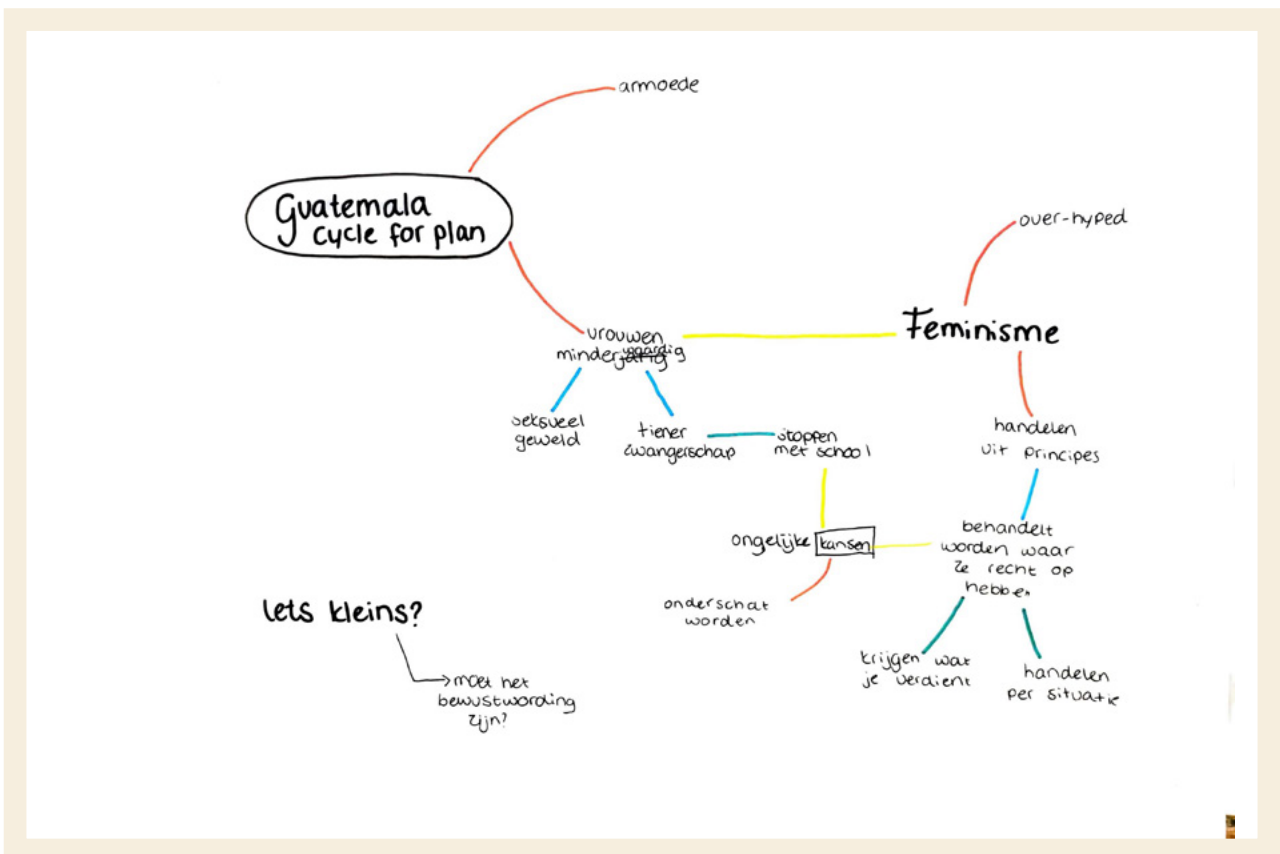 armoede
Guatemala
cycle for plan
over-hyped
Feminisme
vrouwen
minderwaardig
seksueel
geweld
tiener
zwangerschap
stoppen
met school
handelen
uit principes
ongelijke kansen
behandelt
worden waar
ze recht op
hebben
onderschat
worden
Iets kleins?
moet het
bewustwording
zijn?
krijgen wat
je verdient
handelen
per situatie